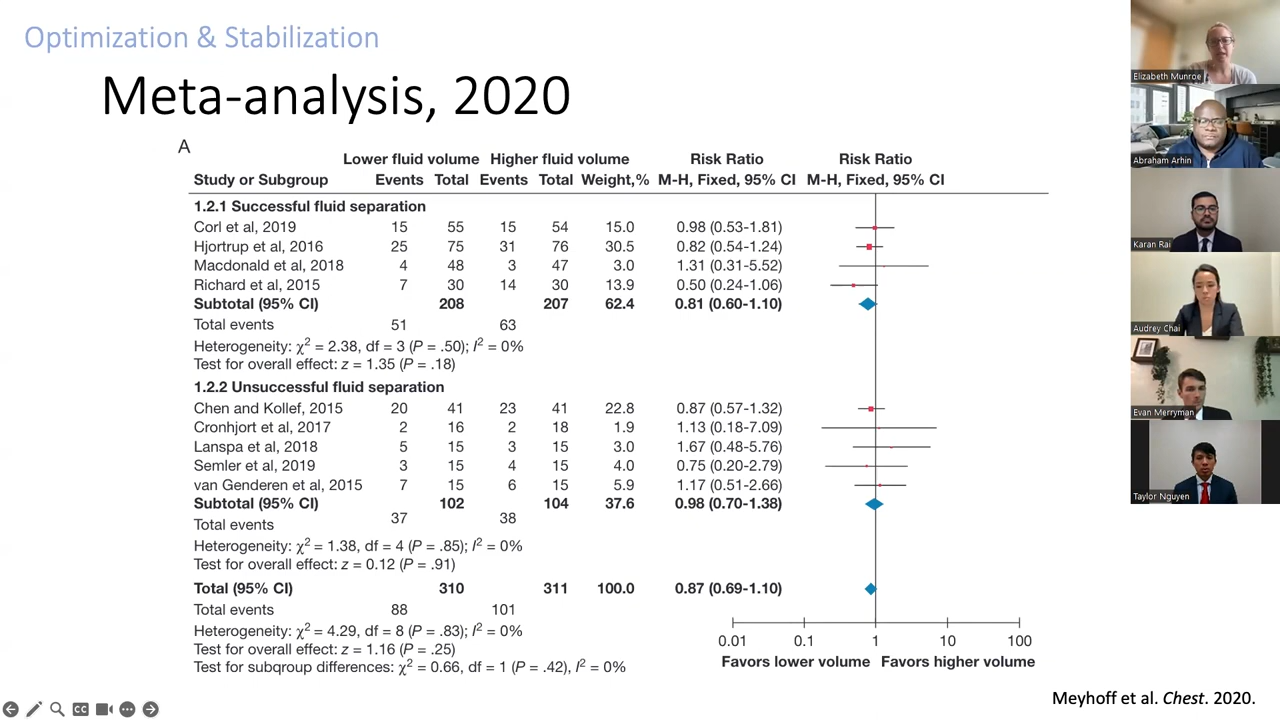 Optimization & Stabilization
Meta-analysis, 2020
A
Lower fluid volume Higher fluid volume Risk Ratio Risk Ratio
Study or Subgroup Events Total Events Total Weight,% M-H, Fixed, 95% CI M-H, Fixed, 95% CI
1.2.1 Successful fluid separation
Corl et al, 2019 15 55 15 54 15.0 0.98 (0.53-1.81)
Hjortrup et al, 2016 25 75 31 76 30.5 0.82 (0.54-1.24)
Macdonald et al, 2018 4 48 3 47 3.0 1.31 (0.31-5.52)
Richard et al, 2015 7 30 14 30 13.9 0.50 (0.24-1.06)
Subtotal (95% CI) 208 207 62.4 0.81 (0.60-1.10)
Total events 51 63
Heterogeneity: χ² = 2.38, df = 3 (P = .50); I² = 0%
Test for overall effect: z = 1.35 (P = .18)
1.2.2 Unsuccessful fluid separation
Chen and Kollef, 2015 20 41 23 41 22.8 0.87 (0.57-1.32)
Cronhjort et al, 2017 2 16 2 18 1.9 1.13 (0.18-7.09)
Lanspa et al, 2018 5 15 3 15 3.0 1.67 (0.48-5.76)
Semler et al, 2019 3 15 4 15 4.0 0.75 (0.20-2.79)
van Genderen et al, 2015 7 15 6 15 5.9 1.17 (0.51-2.66)
Subtotal (95% CI) 102 104 37.6 0.98 (0.70-1.38)
Total events 37 38
Heterogeneity: χ² = 1.38, df = 4 (P = .85); I² = 0%
Test for overall effect: z = 0.12 (P = .91)
Total (95% CI) 310 311 100.0 0.87 (0.69-1.10)
Total events 88 101
Heterogeneity: χ² = 4.29, df = 8 (P = .83); I² = 0%
Test for overall effect: z = 1.16 (P = .25)
Test for subqroup differences: χ² = 0.66, df = 1 (P = .42), I² = 0%
0.01 0.1 1 10 100
Favors lower volume Favors higher volume
Meyhoff et al. Chest. 2020.
CC
Elizabeth Munroe
Abraham Arhin
Karan Rai
Audrey Chai
Evan Merryman
Taylor Nguyen